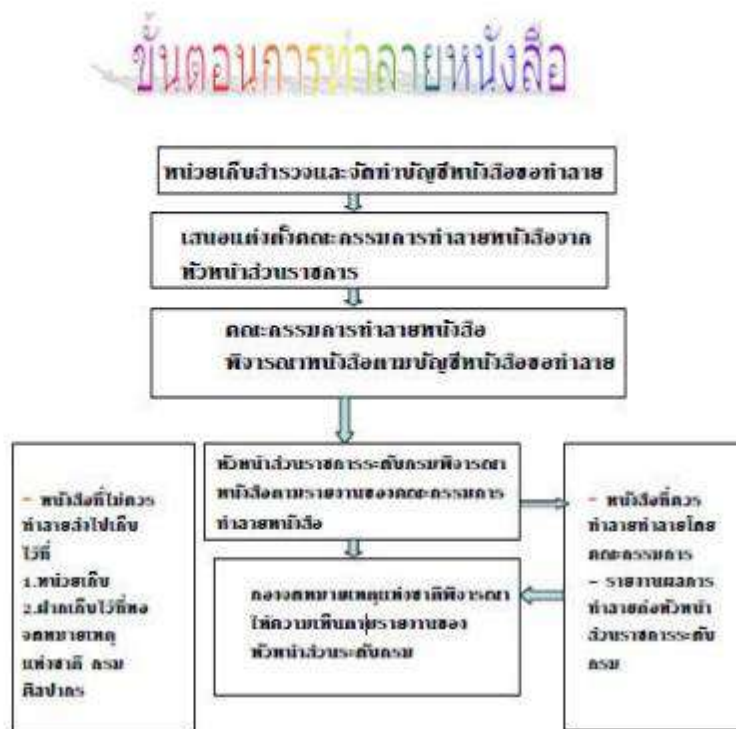 ขั้นตอนการทำลายหนังสือ
หน่วยเก็บสำรวจและจัดทำบัญชีหนังสือขอทำลาย
เสนอแต่งตั้งคณะกรรมการทำลายหนังสือจาก
หัวหน้าส่วนราชการ
คณะกรรมการทำลายหนังสือ
พิจารณาหนังสือตามบัญชีหนังสือขอทำลาย
หัวหน้าส่วนราชการระดับกรมพิจารณา
หนังสือตามรายงานของคณะกรรมการ
ทำลายหนังสือ
- หนังสือที่ไม่ควร
ทำลายส่งไปเก็บ
ไว้ที่
1.หน่วยเก็บ
2.ฝากเก็บไว้ที่หอ
จดหมายเหตุ
แห่งชาติ กรม
ศิลปากร
- หนังสือที่ควร
ทำลายทำลายโดย
คณะกรรมการ
- รายงานผลการ
ทำลายต่อหัวหน้า
ส่วนราชการระดับ
กรม
กองจดหมายเหตุแห่งชาติพิจารณา
ให้ความเห็นตามรายงานของ
หัวหน้าส่วนระดับกรม